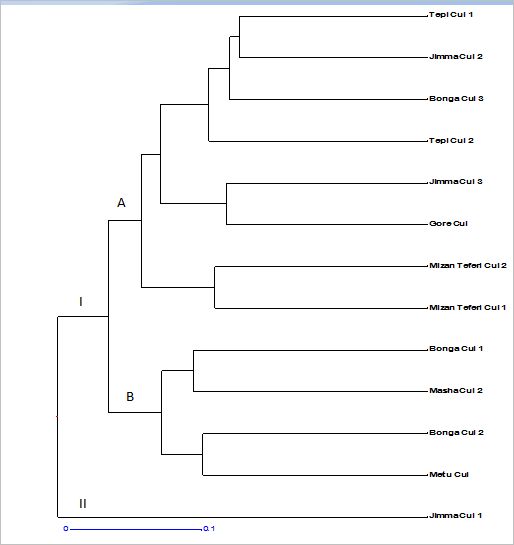 Tepi Cul 1
Jimma Cul 2
Bonga Cul 3
Tepi Cul 2
Jimma Cul 3
Gore Cul
A
Mizan Teferi Cul 2
I
Mizan Teferi Cul 1
Bonga Cul 1
Masha Cul 2
B
Bonga Cul 2
Metu Cul
II
Jimma Cul 1
0 0.1